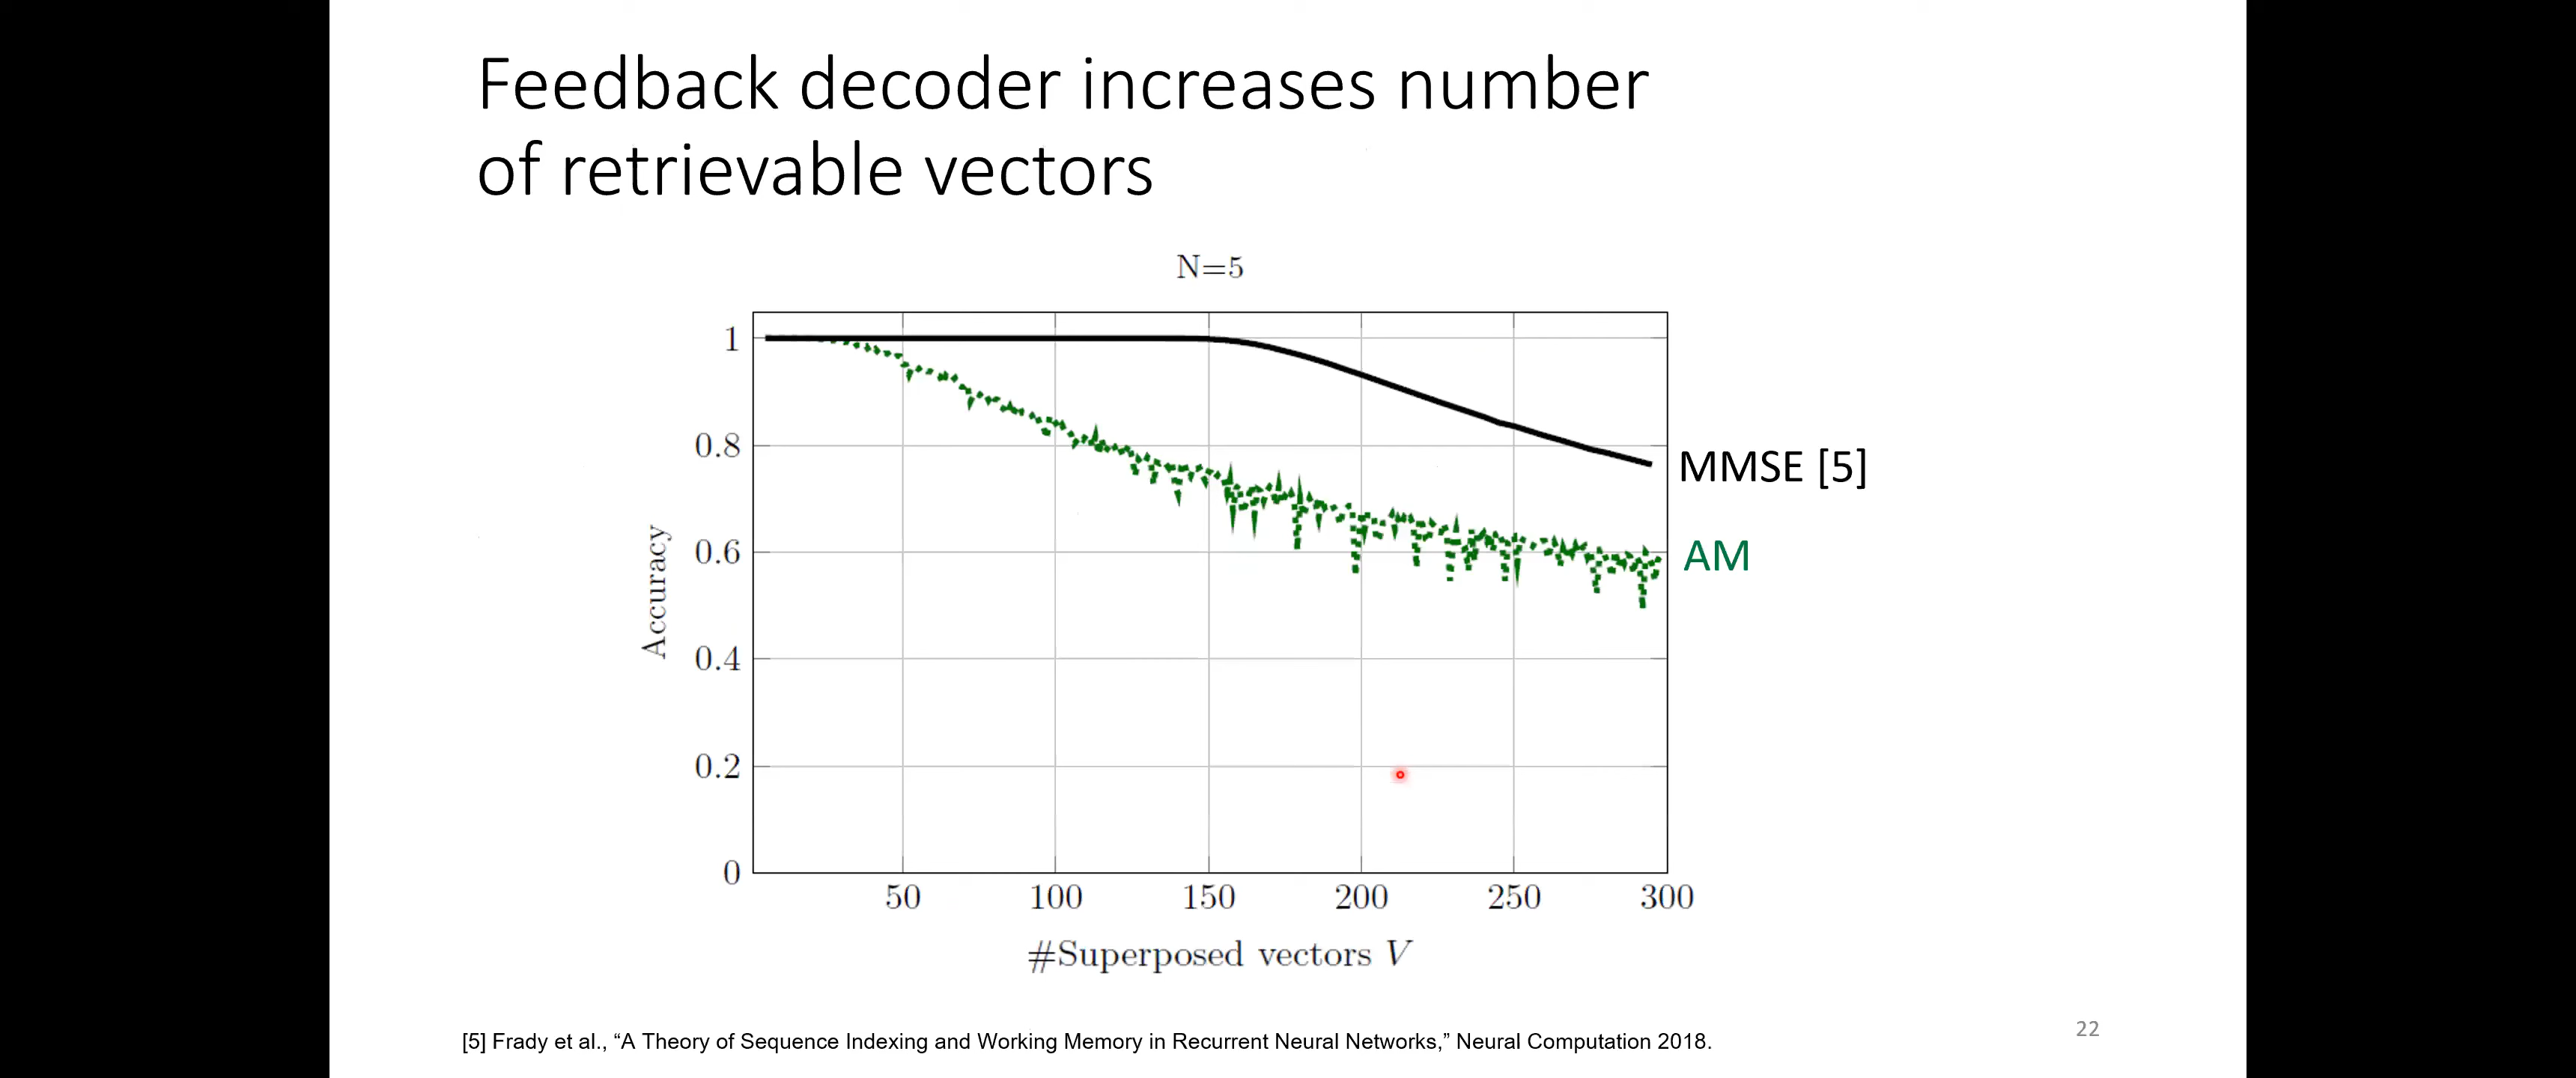 Feedback decoder increases number
of retrievable vectors
N=5
1
0.8
0.6
0.4
0.2
0
Accuracy
MMSE [5]
AM
50 100 150 200 250 300
#Superposed vectors V
[5] Frady et al., “A Theory of Sequence Indexing and Working Memory in Recurrent Neural Networks,” Neural Computation 2018.
22